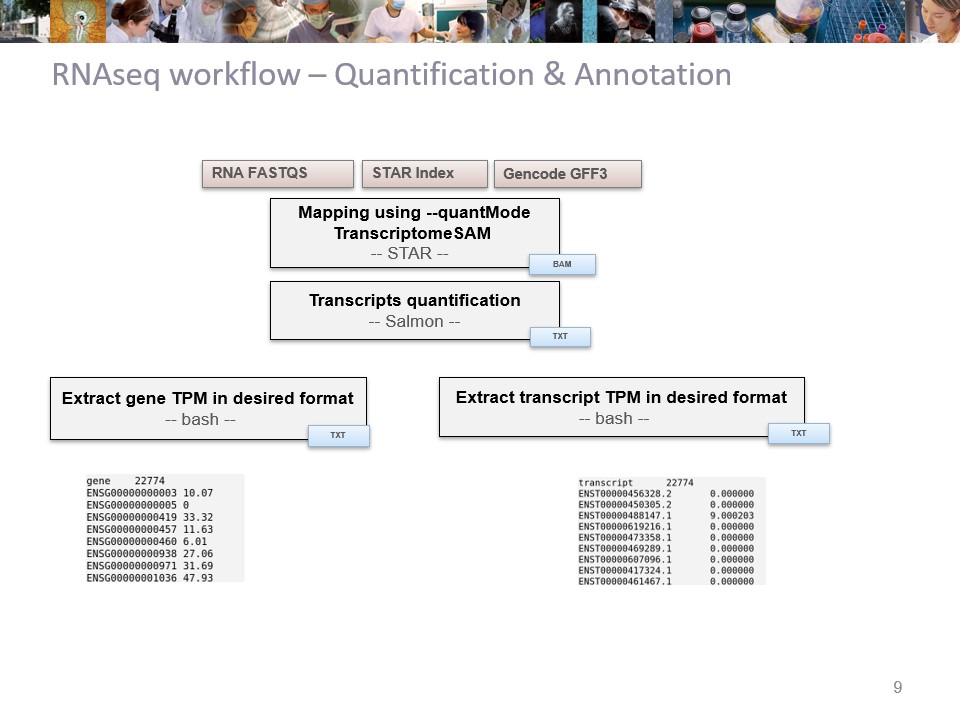 RNAseq workflow – Quantification & Annotation
RNA FASTQS
STAR Index
Gencode GFF3
Mapping using --quantMode
TranscriptomeSAM
-- STAR --
BAM
Transcripts quantification
-- Salmon --
TXT
Extract gene TPM in desired format
-- bash --
TXT
Extract transcript TPM in desired format
-- bash --
TXT
gene 22774
ENSG00000000003 10.07
ENSG00000000005 0
ENSG00000000419 33.32
ENSG00000000457 11.63
ENSG00000000460 6.01
ENSG00000000938 27.06
ENSG00000000971 31.69
ENSG00000001036 47.93
transcript 22774
ENST00000456328.2 0.000000
ENST00000450305.2 0.000000
ENST00000488147.1 9.000203
ENST00000619216.1 0.000000
ENST00000473358.1 0.000000
ENST00000469289.1 0.000000
ENST00000607096.1 0.000000
ENST00000417324.1 0.000000
ENST00000461467.1 0.000000
9